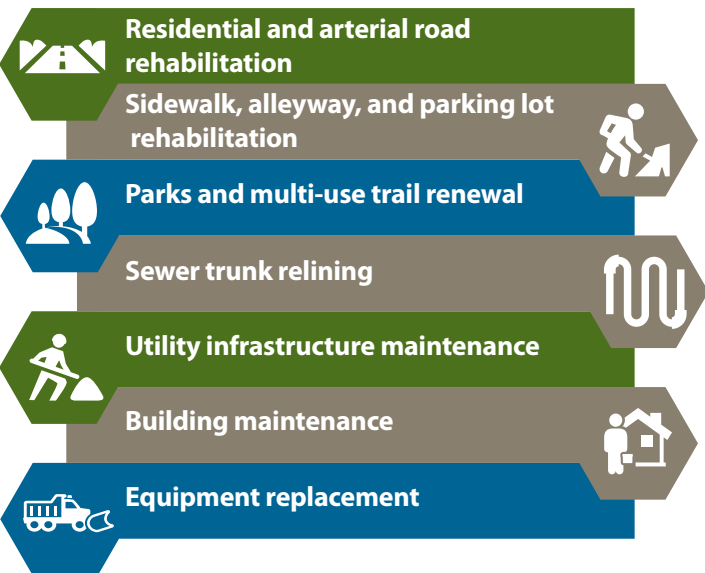 Residential and arterial road
rehabilitation
Sidewalk, alleyway, and parking lot
rehabilitation
Parks and multi-use trail renewal
Sewer trunk relining
Utility infrastructure maintenance
Building maintenance
Equipment replacement